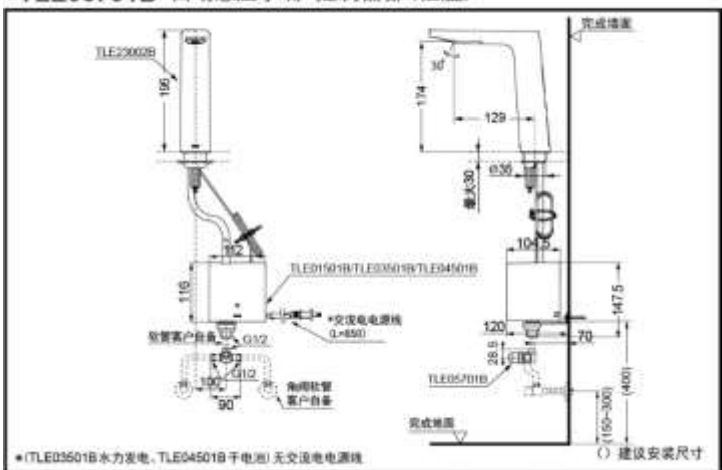 TLE23002B
195
112
116
TLE01501B/TLE03501B/TLE04501B
*交流电电源线
(L=650)
软管客户自备
G1/2
G1/2
100
90
角阀软管
客户自备
完成墙面
30
174
129
Ø35
最大30
104.5
147.5
120
70
28.9
TLE05701B
(400)
(150~300)
完成地面
*(TLE03501B水力发电、TLE04501B干电池)无交流电电源线
()建议安装尺寸